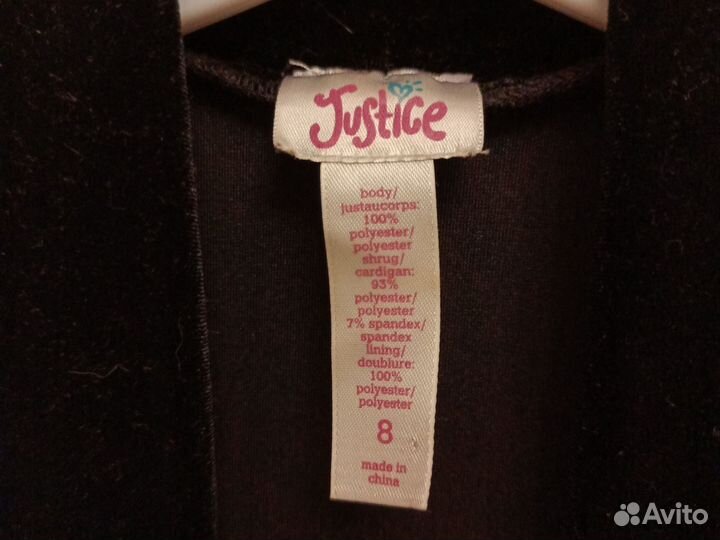 Justice
body/
justaucorps:
100%
polyester/
polyester
shrug/
cardigan:
93%
polyester/
polyester
7% spandex/
spandex
lining/
doublure:
100%
polyester/
polyester
8
made in
china
Avito